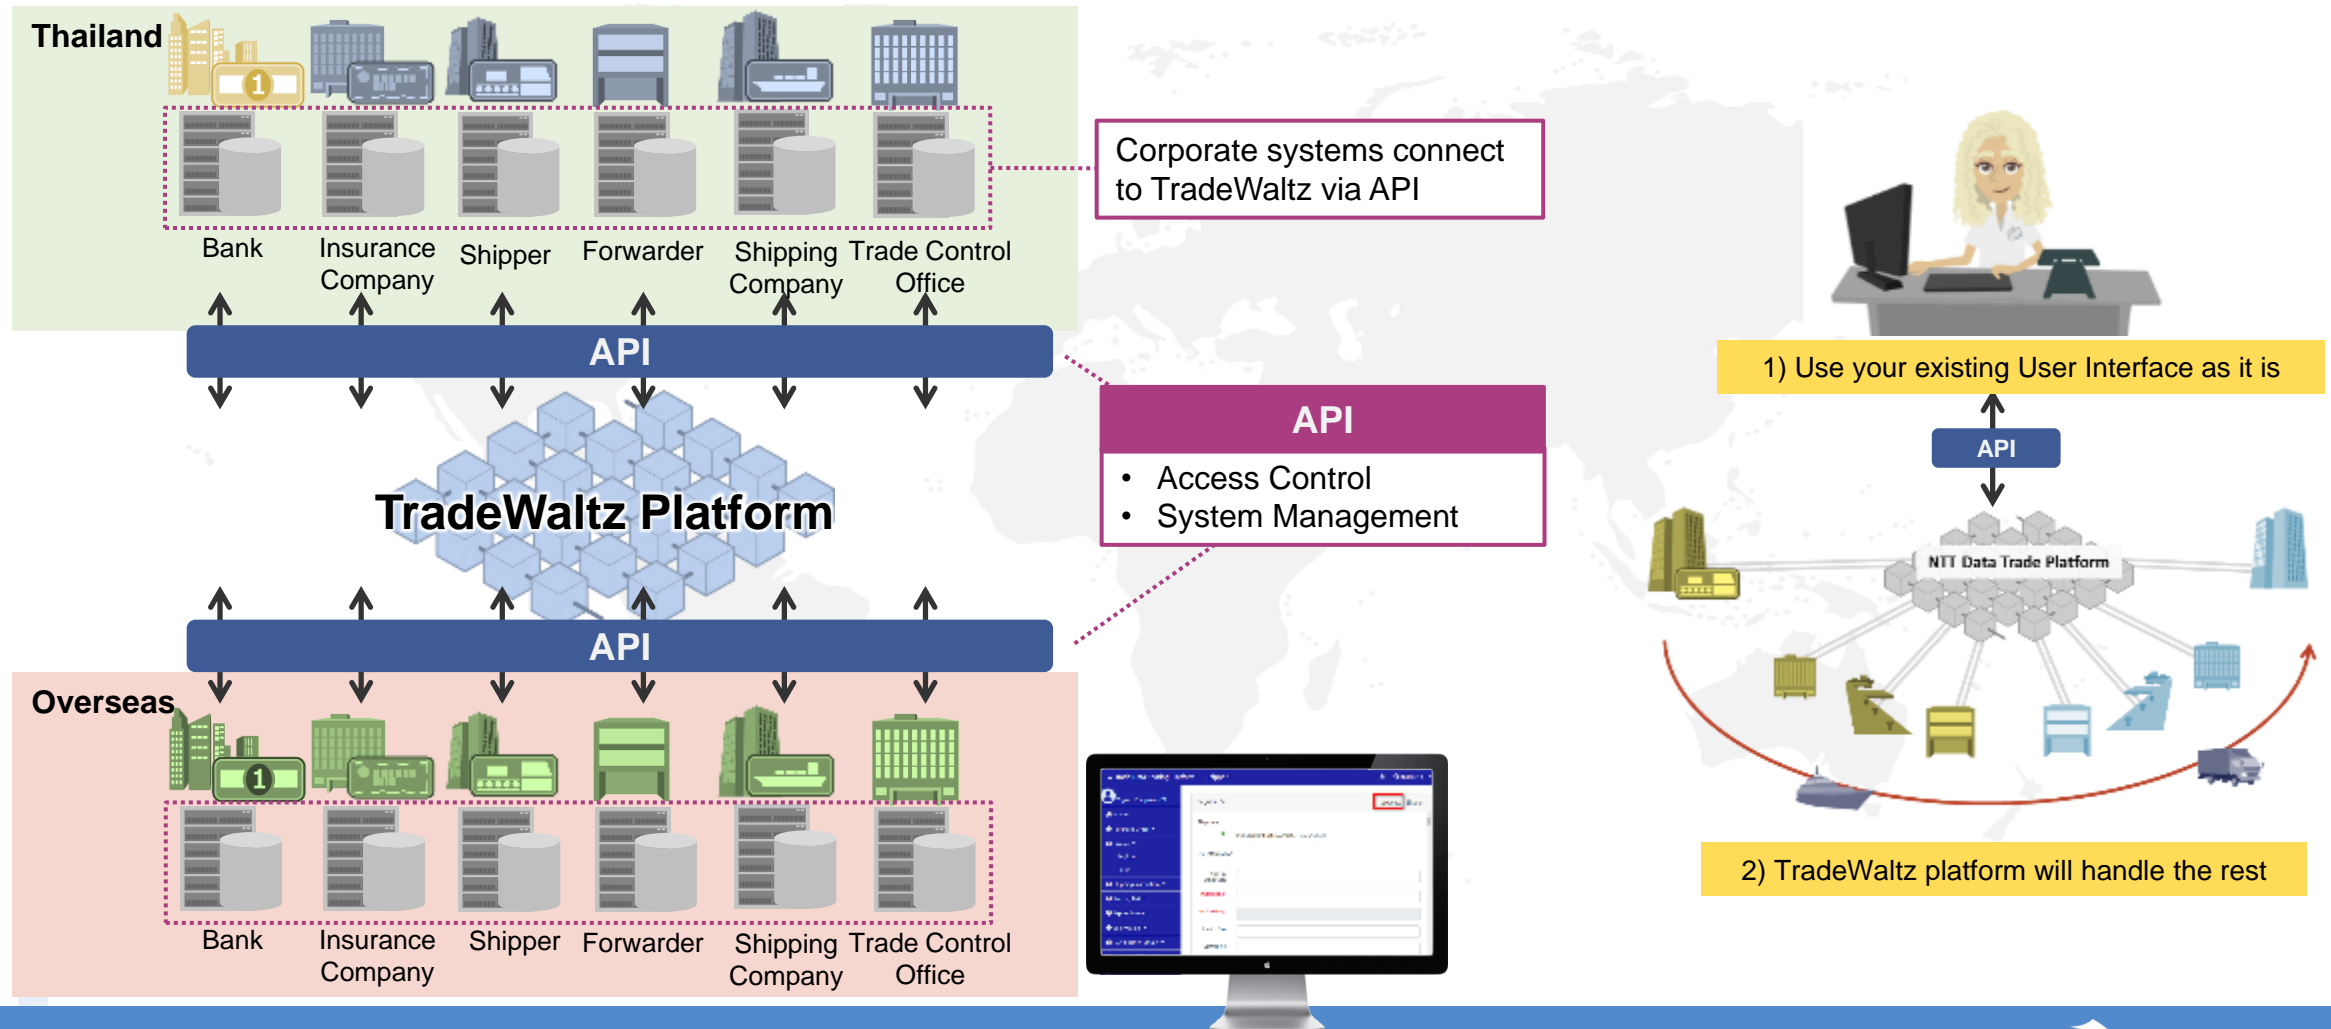 Thailand
1
Bank
Insurance
Company
Shipper
Forwarder
Shipping
Company
Trade Control
Office
Corporate systems connect
to TradeWaltz via API
API
TradeWaltz Platform
API
API
• Access Control
• System Management
Overseas
1
Bank
Insurance
Company
Shipper
Forwarder
Shipping
Company
Trade Control
Office
1) Use your existing User Interface as it is
API
NTT Data Trade Platform
2) TradeWaltz platform will handle the rest